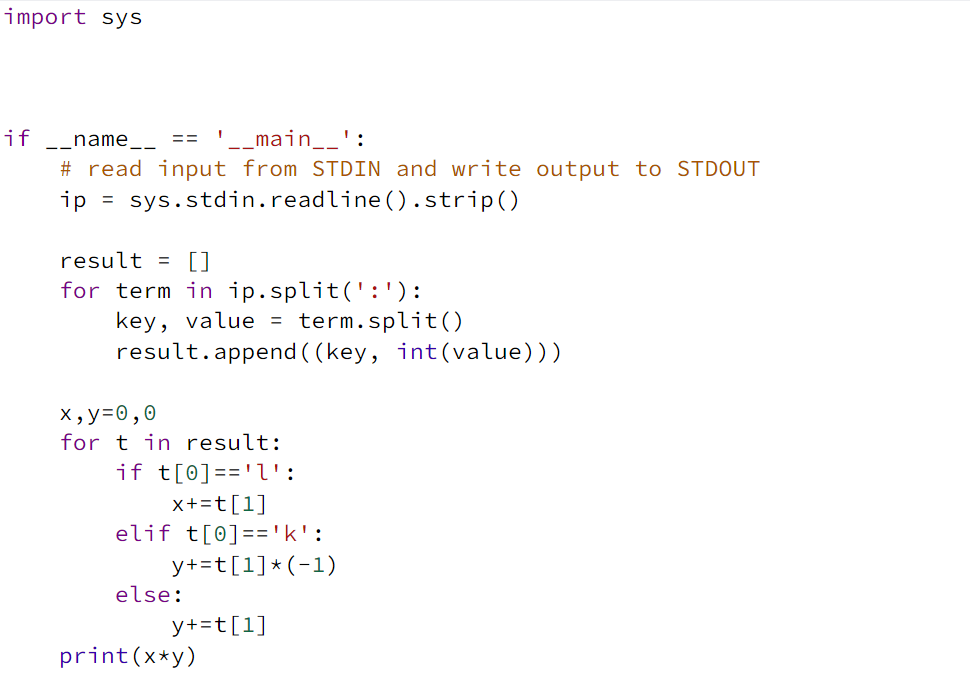 import sys
if __name__ == '__main__':
    # read input from STDIN and write output to STDOUT
    ip = sys.stdin.readline().strip()
    result = []
    for term in ip.split(':'):
        key, value = term.split()
        result.append((key, int(value)))
    x,y=0,0
    for t in result:
        if t[0]=='l':
            x+=t[1]
        elif t[0]=='k':
            y+=t[1]*(-1)
        else:
            y+=t[1]
    print(x*y)